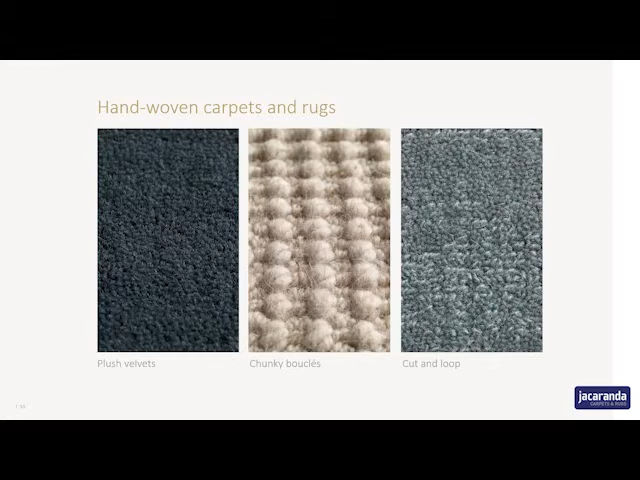 Hand-woven carpets and rugs
Plush velvets
Chunky bouclés
Cut and loop
jacaranda
CARPETS & RUGS